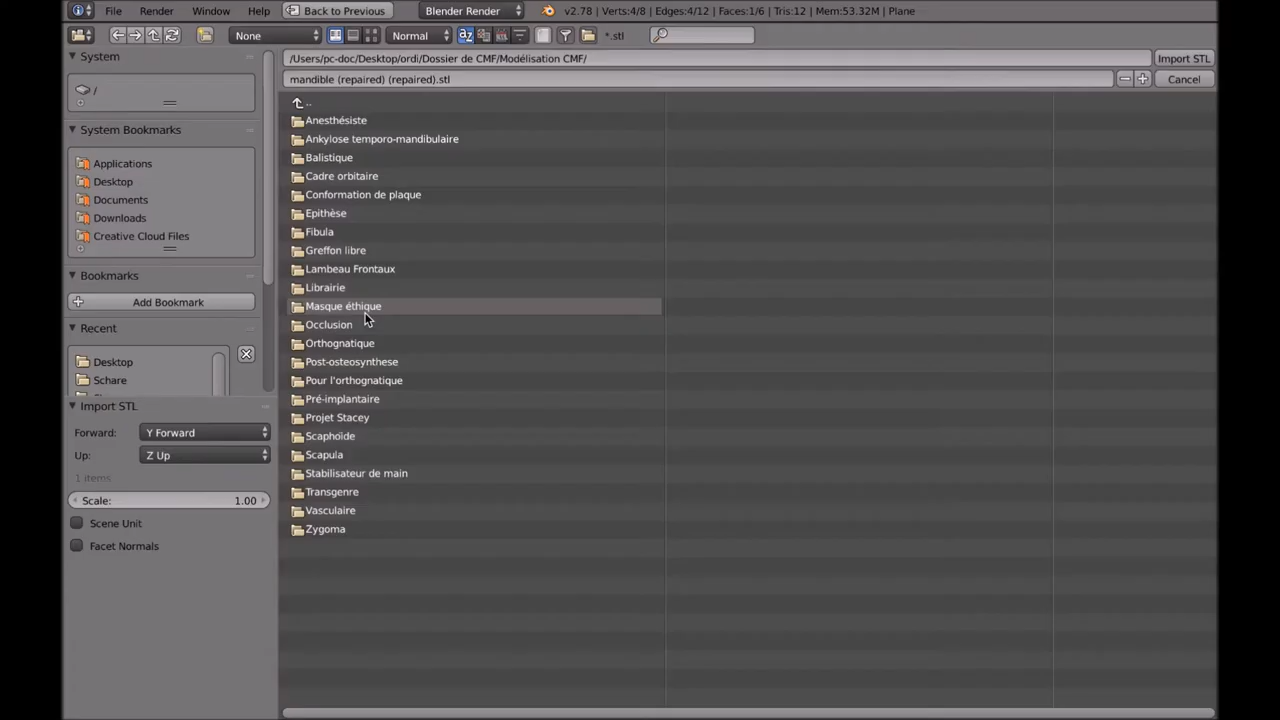 File Render Window Help Back to Previous Blender Render v2.78 | Verts:4/8 | Edges:4/12 | Faces:1/6 | Tris:12 | Mem:53.32M | Plane
None Normal *.stl
System
/
System Bookmarks
Applications
Desktop
Documents
Downloads
Creative Cloud Files
Bookmarks
Add Bookmark
Recent
Desktop
Schare
Import STL
Forward: Y Forward
Up: Z Up
1 items
Scale: 1.00
Scene Unit
Facet Normals
/Users/pc-doc/Desktop/ordi/Dossier de CMF/Modélisation CMF/ Import STL
mandible (repaired) (repaired).stl Cancel
..
Anesthésiste
Ankylose temporo-mandibulaire
Balistique
Cadre orbitaire
Conformation de plaque
Epithèse
Fibula
Greffon libre
Lambeau Frontaux
Librairie
Masque éthique
Occlusion
Orthognatique
Post-osteosynthese
Pour l'orthognatique
Pré-implantaire
Projet Stacey
Scaphoïde
Scapula
Stabilisateur de main
Transgenre
Vasculaire
Zygoma